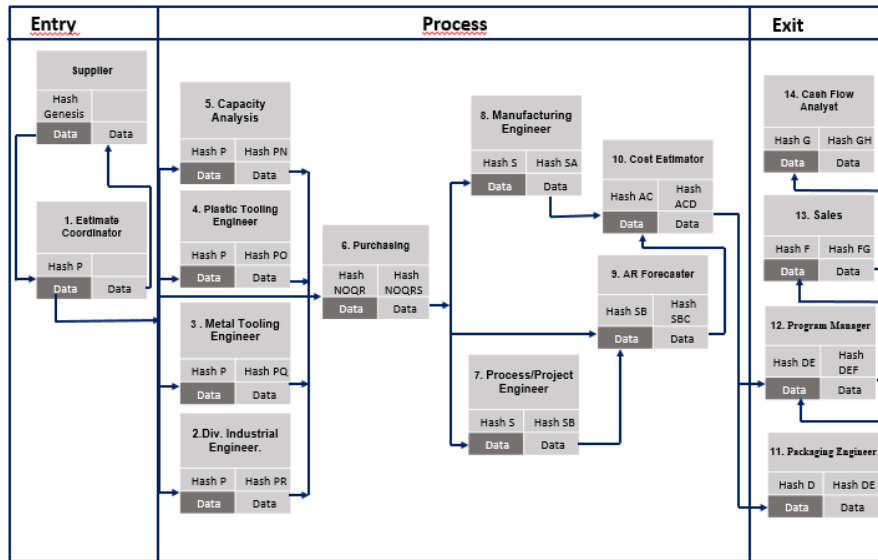 Entry
Process
Exit
Supplier
Hash
Genesis
Data Data
1. Estimate
Coordinator
Hash P
Data Data
5. Capacity
Analysis
Hash P Hash PN
Data Data
4. Plastic Tooling
Engineer
Hash P Hash PO
Data Data
3 . Metal Tooling
Engineer
Hash P Hash PQ
Data Data
2.Div. Industrial
Engineer.
Hash P Hash PR
Data Data
6. Purchasing
Hash Hash
NOQR NOQRS
Data Data
8. Manufacturing
Engineer
Hash S Hash SA
Data Data
7. Process/Project
Engineer
Hash S Hash SB
Data Data
10. Cost Estimator
Hash AC Hash
ACD
Data Data
9. AR Forecaster
Hash SB Hash
SBC
Data Data
14. Cash Flow
Analyst
Hash G Hash GH
Data Data
13. Sales
Hash F Hash FG
Data Data
12. Program Manager
Hash DE Hash
DEF
Data Data
11. Packaging Engineer
Hash D Hash DE
Data Data